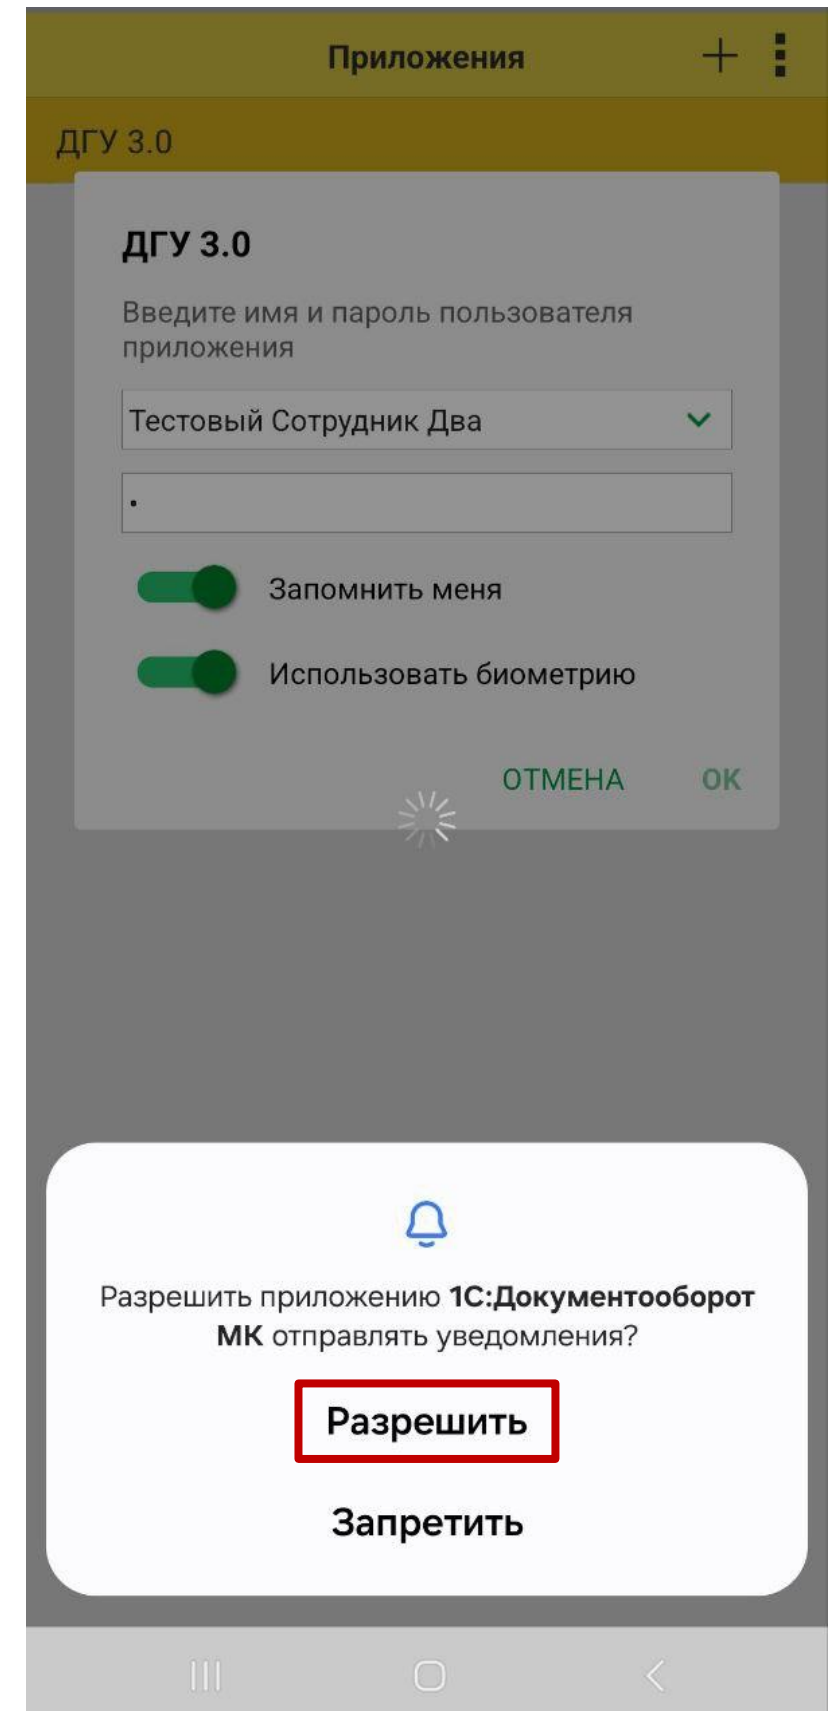 Приложения
ДГУ 3.0
ДГУ 3.0
Введите имя и пароль пользователя
приложения
Тестовый Сотрудник Два
•
Запомнить меня
Использовать биометрию
ОТМЕНА ОК
Разрешить приложению 1С:Документооборот
МК отправлять уведомления?
Разрешить
Запретить